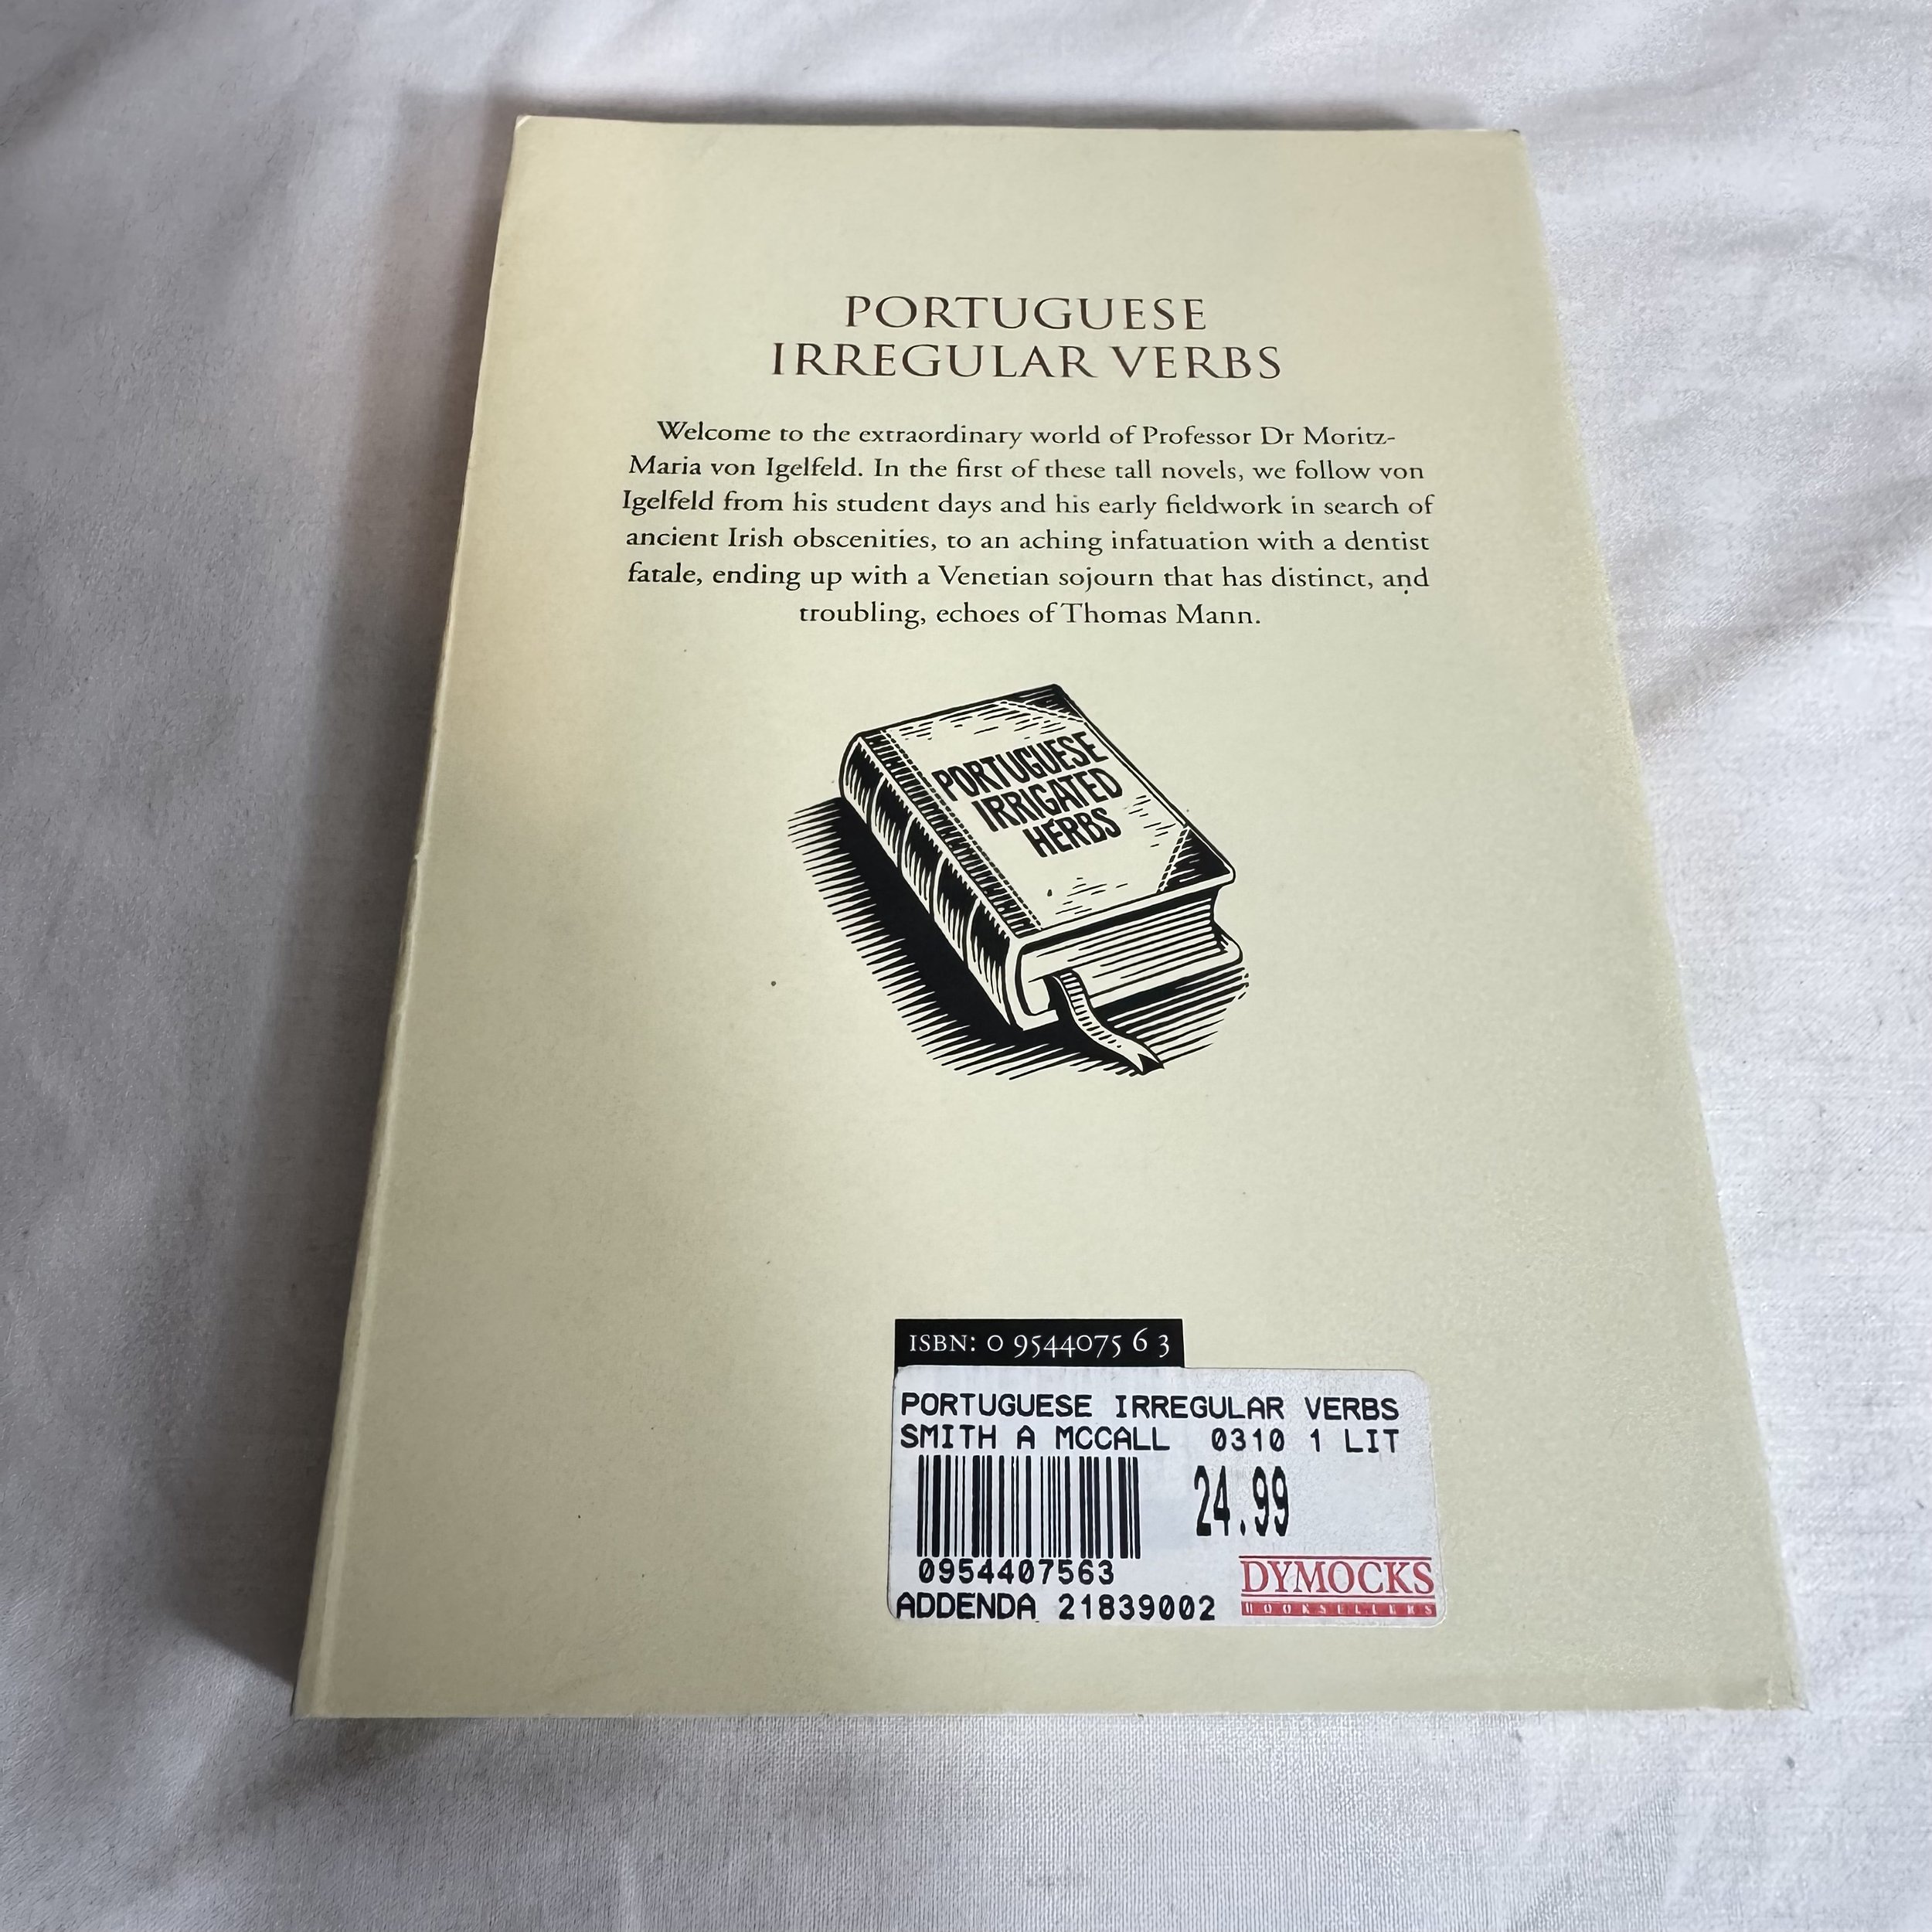 PORTUGUESE
IRREGULAR VERBS
Welcome to the extraordinary world of Professor Dr Moritz-
Maria von Igelfeld. In the first of these tall novels, we follow von
Igelfeld from his student days and his early fieldwork in search of
ancient Irish obscenities, to an aching infatuation with a dentist
fatale, ending up with a Venetian sojourn that has distinct, and
troubling, echoes of Thomas Mann.
PORTUGUESE
IRRIGATED
HERBS
ISBN: 0 9544075 6 3
PORTUGUESE IRREGULAR VERBS
SMITH A MCCALL 0310 1 LIT
24.99
0954407563
DYMOCKS
BOOKSELLERS
ADDENDA 21839002